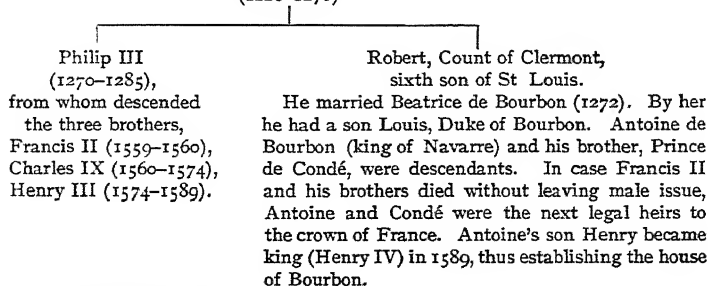 Philip III
(1270–1285),
from whom descended
the three brothers,
Francis II (1559–1560),
Charles IX (1560–1574),
Henry III (1574–1589).
Robert, Count of Clermont,
sixth son of St Louis.
He married Beatrice de Bourbon (1272). By her
he had a son Louis, Duke of Bourbon. Antoine de
Bourbon (king of Navarre) and his brother, Prince
de Condé, were descendants. In case Francis II
and his brothers died without leaving male issue,
Antoine and Condé were the next legal heirs to
the crown of France. Antoine's son Henry became
king (Henry IV) in 1589, thus establishing the house
of Bourbon.